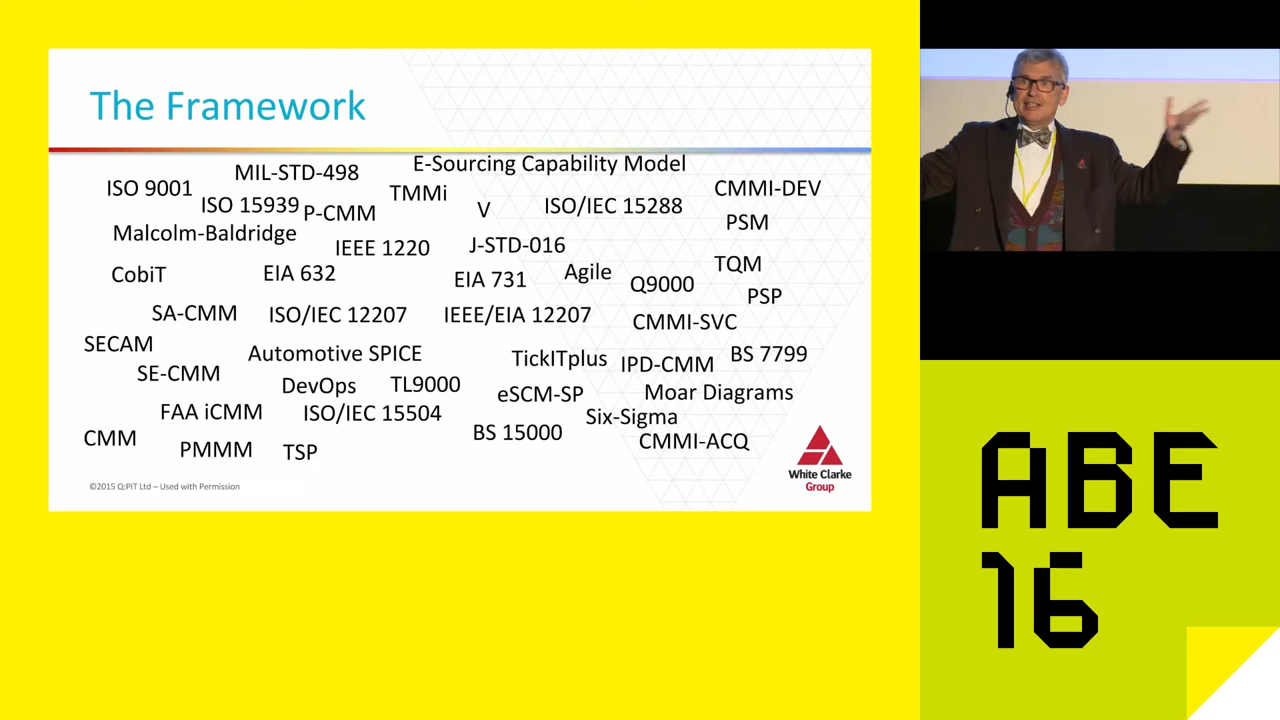 The Framework
MIL-STD-498
E-Sourcing Capability Model
ISO 9001
TMMi
CMMI-DEV
ISO 15939
P-CMM
V
ISO/IEC 15288
PSM
Malcolm-Baldridge
IEEE 1220
J-STD-016
CobiT
EIA 632
EIA 731
Agile
Q9000
TQM
PSP
SA-CMM
ISO/IEC 12207
IEEE/EIA 12207
CMMI-SVC
SECAM
Automotive SPICE
TickITplus
IPD-CMM
BS 7799
SE-CMM
DevOps
TL9000
eSCM-SP
Moar Diagrams
FAA iCMM
ISO/IEC 15504
Six-Sigma
CMM
PMMM
TSP
BS 15000
CMMI-ACQ
White Clarke
Group
©2015 Q:PIT Ltd – Used with Permission
ABE
16